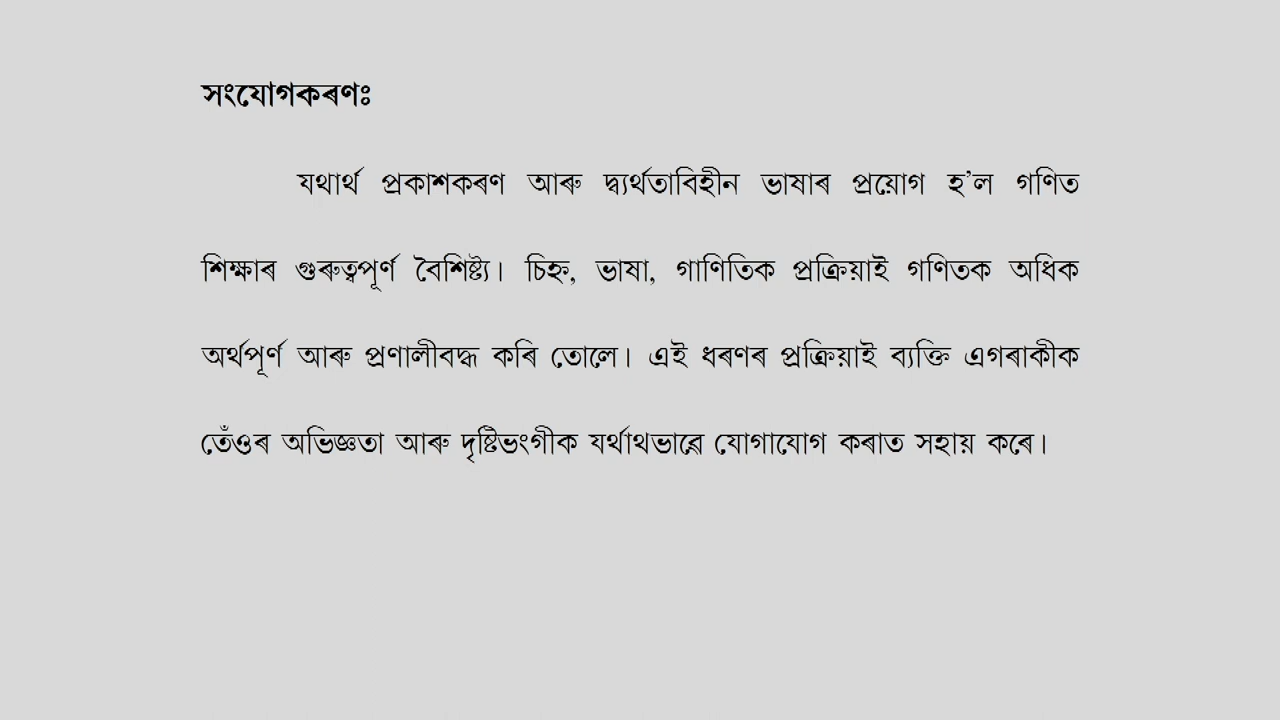 সংযোগকৰণঃ
যথাৰ্থ প্ৰকাশকৰণ আৰু দ্ব্যৰ্থতাবিহীন ভাষাৰ প্ৰয়োগ হ’ল গণিত
শিক্ষাৰ গুৰুত্বপূৰ্ণ বৈশিষ্ট্য। চিহ্ন, ভাষা, গাণিতিক প্ৰক্ৰিয়াই গণিতক অধিক
অৰ্থপূৰ্ণ আৰু প্ৰণালীবদ্ধ কৰি তোলে। এই ধৰণৰ প্ৰক্ৰিয়াই ব্যক্তি এগৰাকীক
তেঁওৰ অভিজ্ঞতা আৰু দৃষ্টিভংগীক যৰ্থাথভাৱে যোগাযোগ কৰাত সহায় কৰে।